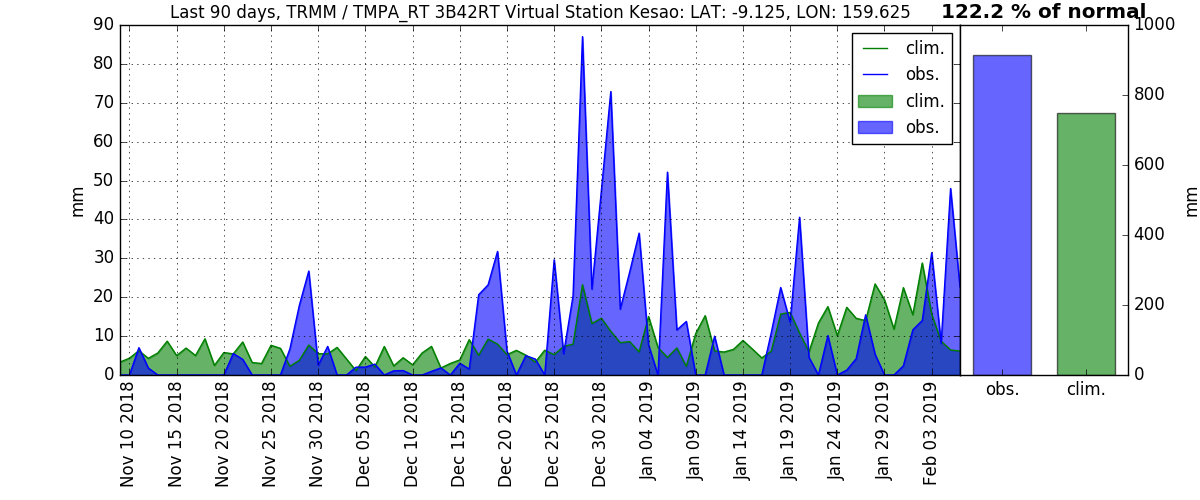 Last 90 days, TRMM / TMPA_RT 3B42RT Virtual Station Kesao: LAT: -9.125, LON: 159.625
122.2 % of normal
90
80
70
60
50
40
30
20
10
0
mm
clim.
obs.
clim.
obs.
Nov 10 2018
Nov 15 2018
Nov 20 2018
Nov 25 2018
Nov 30 2018
Dec 05 2018
Dec 10 2018
Dec 15 2018
Dec 20 2018
Dec 25 2018
Dec 30 2018
Jan 04 2019
Jan 09 2019
Jan 14 2019
Jan 19 2019
Jan 24 2019
Jan 29 2019
Feb 03 2019
1000
800
600
400
200
0
mm
obs.
clim.